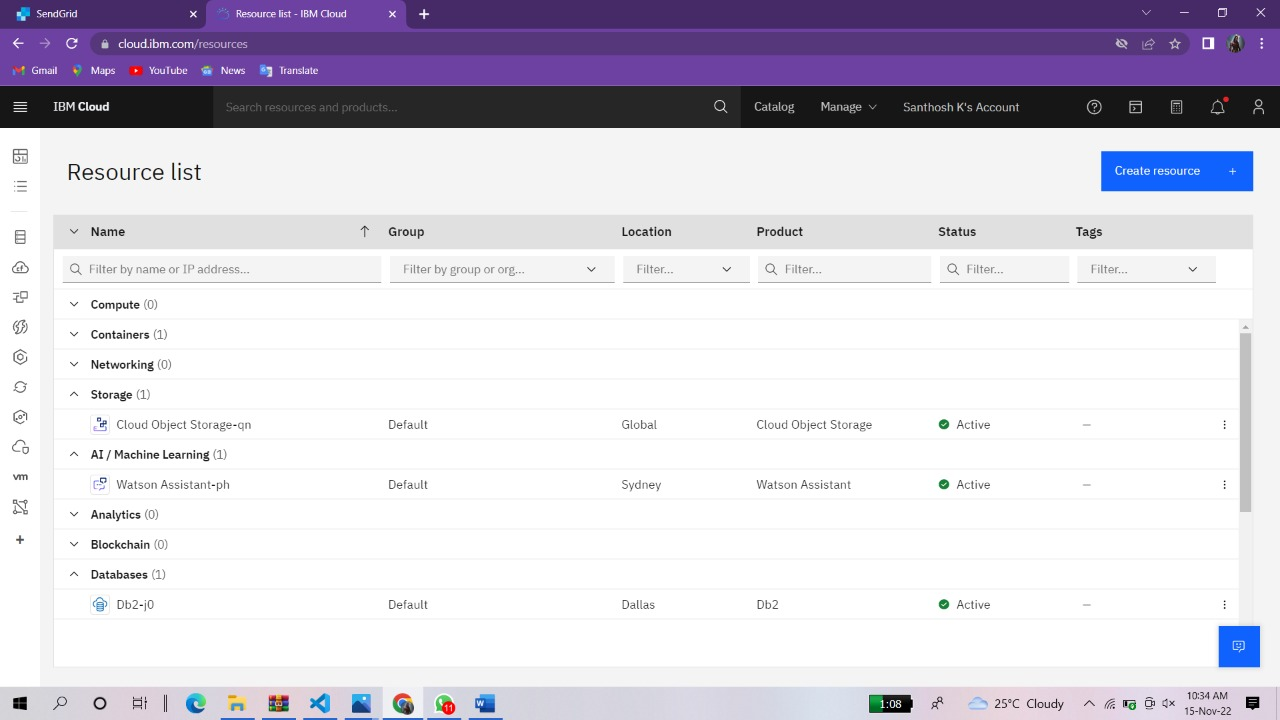 SendGrid
Resource list - IBM Cloud
cloud.ibm.com/resources
Gmail Maps YouTube News Translate
IBM Cloud
Search resources and products...
Catalog Manage Santhosh K's Account
Resource list
Create resource +
Name Group Location Product Status Tags
Filter by name or IP address... Filter by group or org... Filter... Filter... Filter... Filter...
Compute (0)
Containers (1)
Networking (0)
Storage (1)
Cloud Object Storage-qn Default Global Cloud Object Storage Active –
AI / Machine Learning (1)
Watson Assistant-ph Default Sydney Watson Assistant Active –
vm
Analytics (0)
Blockchain (0)
Databases (1)
Db2-j0 Default Dallas Db2 Active –
11
1:08
25°C Cloudy
10:34 AM
15-Nov-22